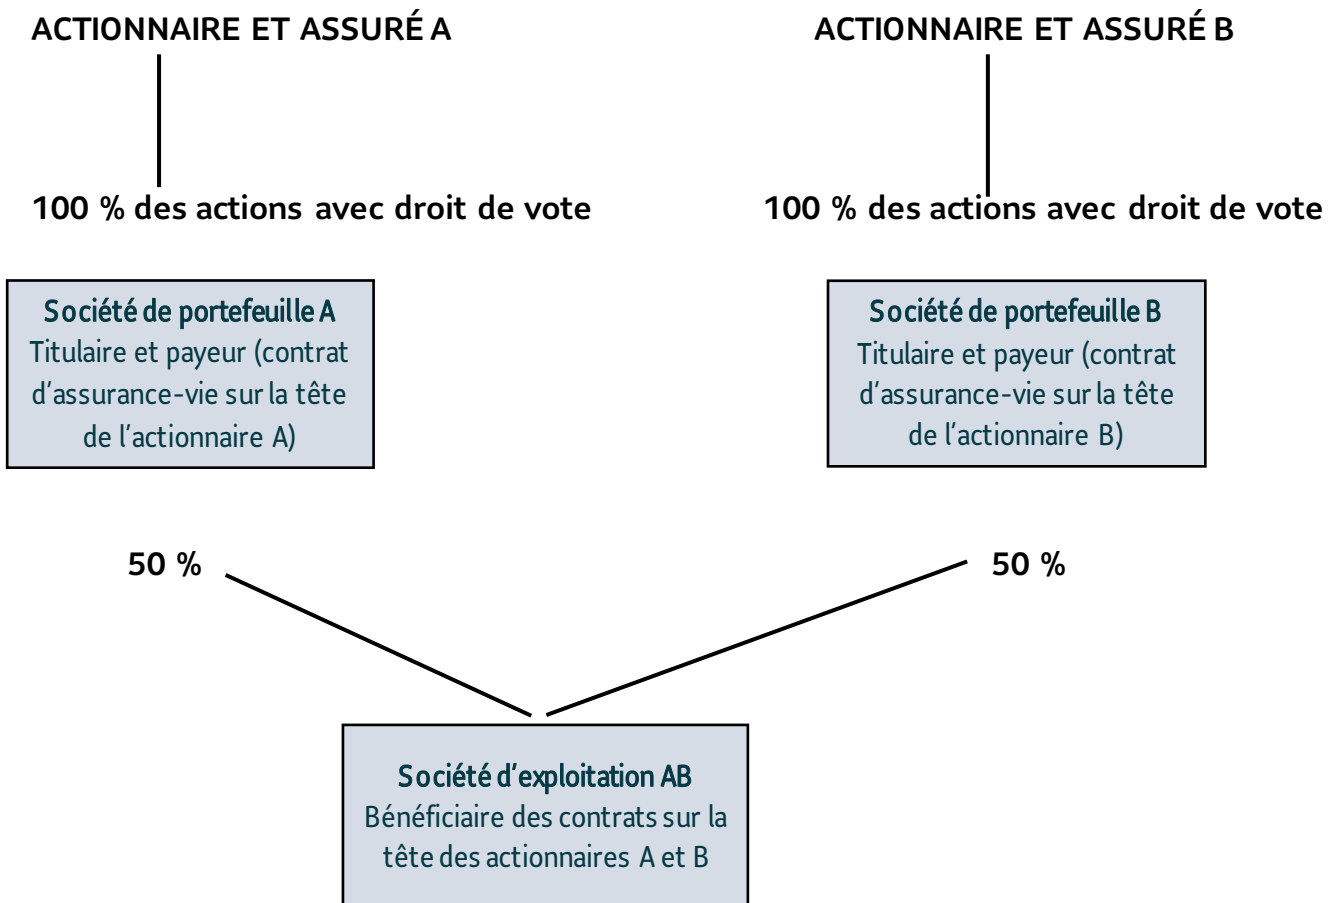 ACTIONNAIRE ET ASSURÉ A
ACTIONNAIRE ET ASSURÉ B
100 % des actions avec droit de vote
100 % des actions avec droit de vote
Société de portefeuille A
Titulaire et payeur (contrat
d'assurance-vie sur la tête
de l'actionnaire A)
Société de portefeuille B
Titulaire et payeur (contrat
d'assurance-vie sur la tête
de l'actionnaire B)
50 %
50 %
Société d'exploitation AB
Bénéficiaire des contrats sur la
tête des actionnaires A et B